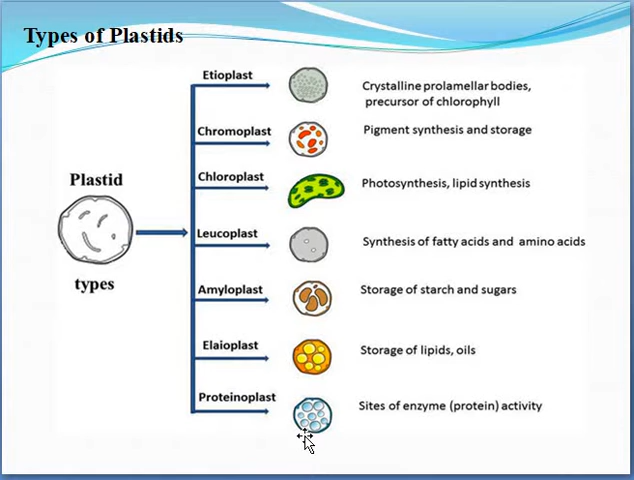 Types of Plastids
Etioplast
Crystalline prolamellar bodies,
precursor of chlorophyll
Chromoplast
Pigment synthesis and storage
Plastid
types
Chloroplast
Photosynthesis, lipid synthesis
Leucoplast
Synthesis of fatty acids and amino acids
Amyloplast
Storage of starch and sugars
Elaioplast
Storage of lipids, oils
Proteinoplast
Sites of enzyme (protein) activity